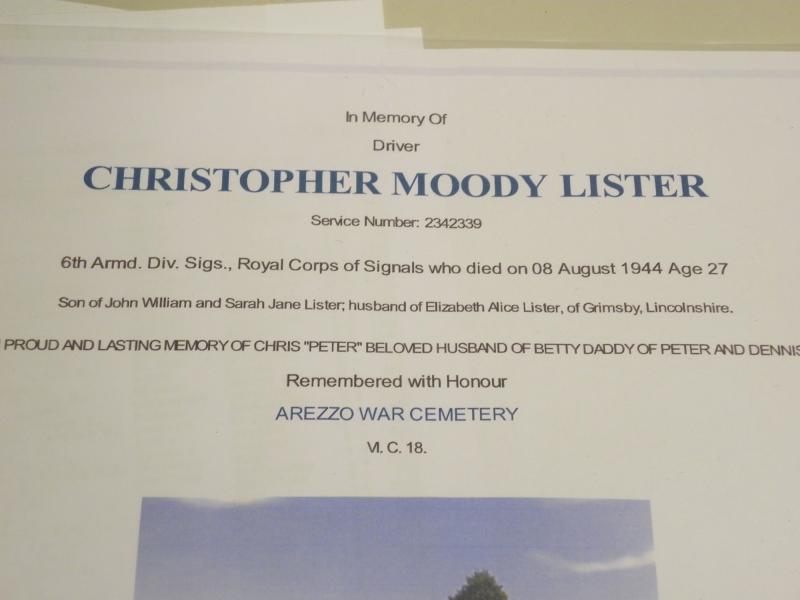 In Memory Of
Driver
CHRISTOPHER MOODY LISTER
Service Number: 2342339
6th Armd. Div. Sigs., Royal Corps of Signals who died on 08 August 1944 Age 27
Son of John William and Sarah Jane Lister; husband of Elizabeth Alice Lister, of Grimsby, Lincolnshire.
PROUD AND LASTING MEMORY OF CHRIS "PETER" BELOVED HUSBAND OF BETTY DADDY OF PETER AND DENNIS
Remembered with Honour
AREZZO WAR CEMETERY
VI. C. 18.